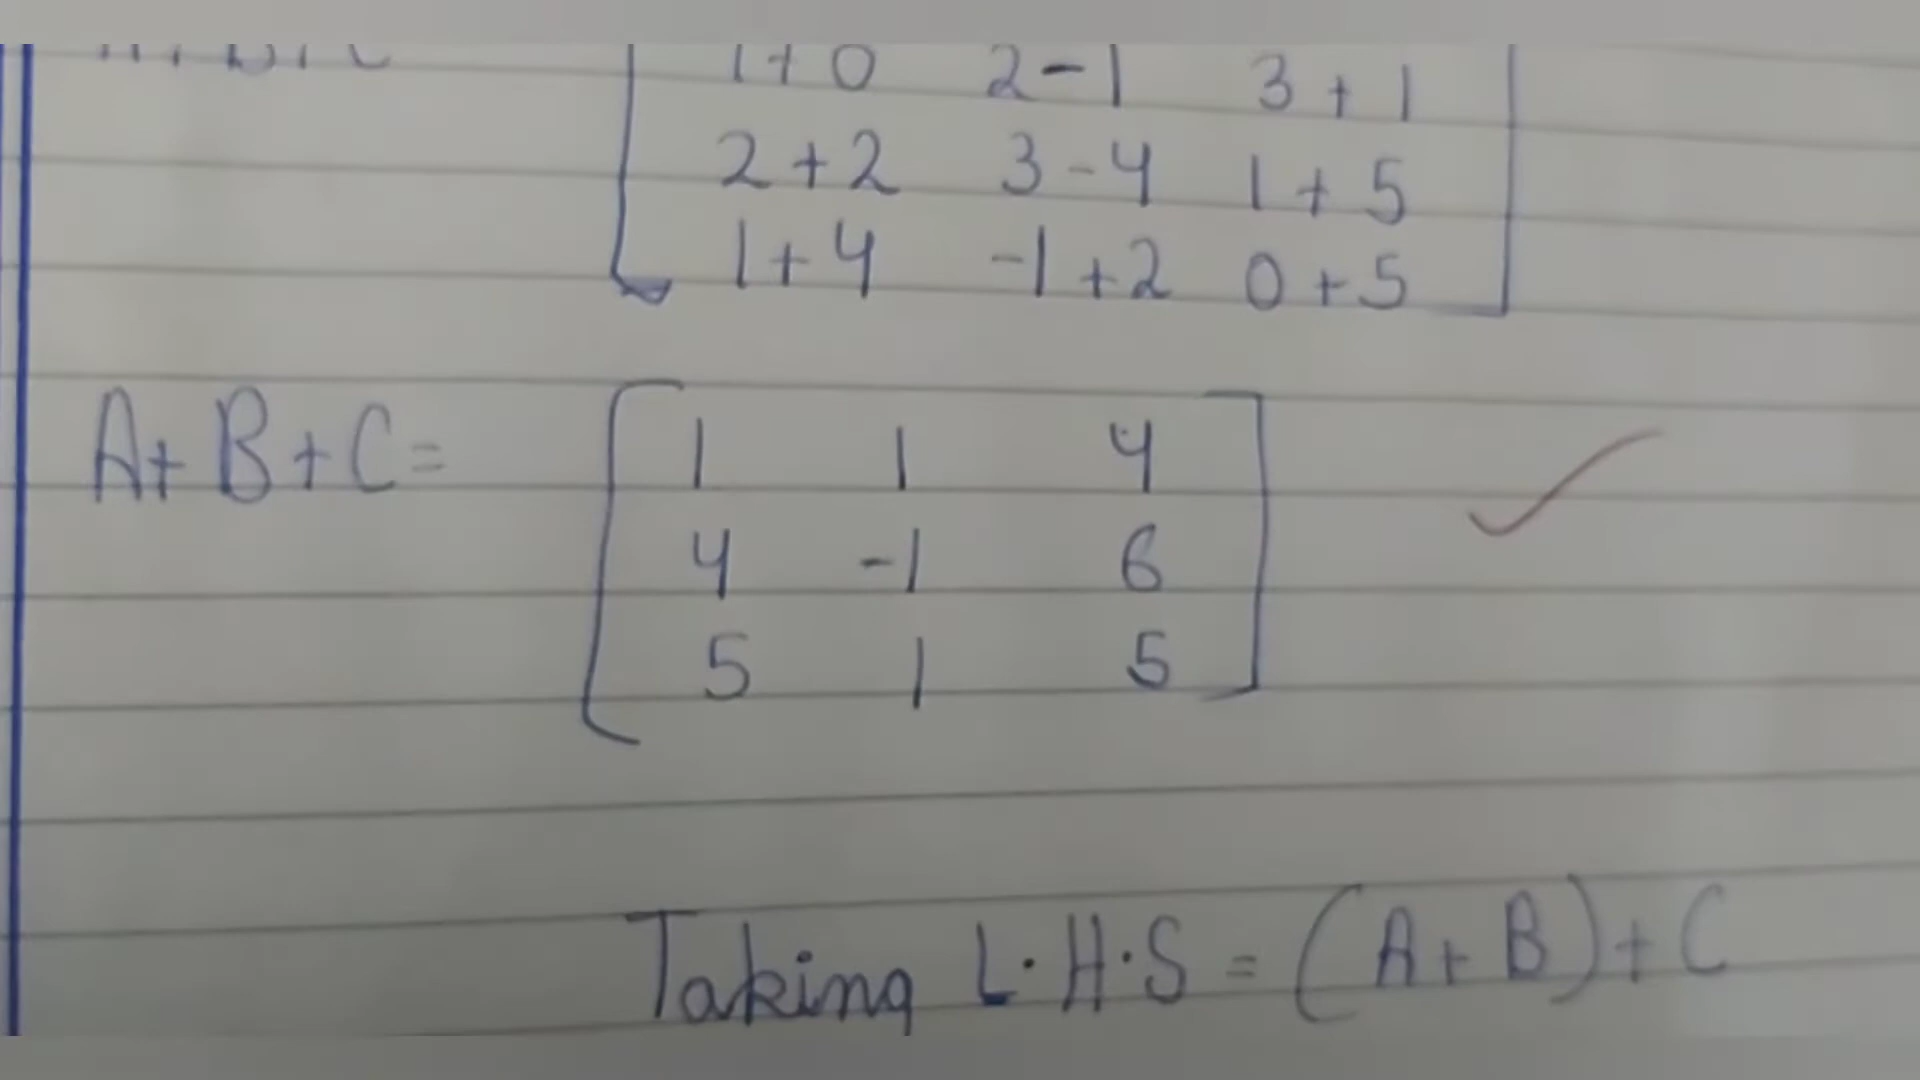 1+0 2-1 3+1
2+2 3-4 1+5
1+4 -1+2 0+5
A+B+C=
1 1 4
4 -1 6
5 1 5
Taking L.H.S = (A+B)+C